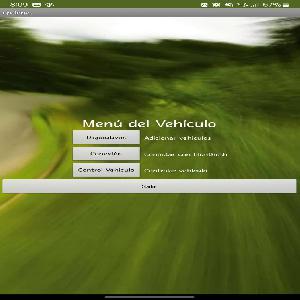 Menú del Vehículo
Dispositivos Adicionar vehículos
Conexión Conectar con Bluetooth
Control Vehículo Controlar vehículo
Salir